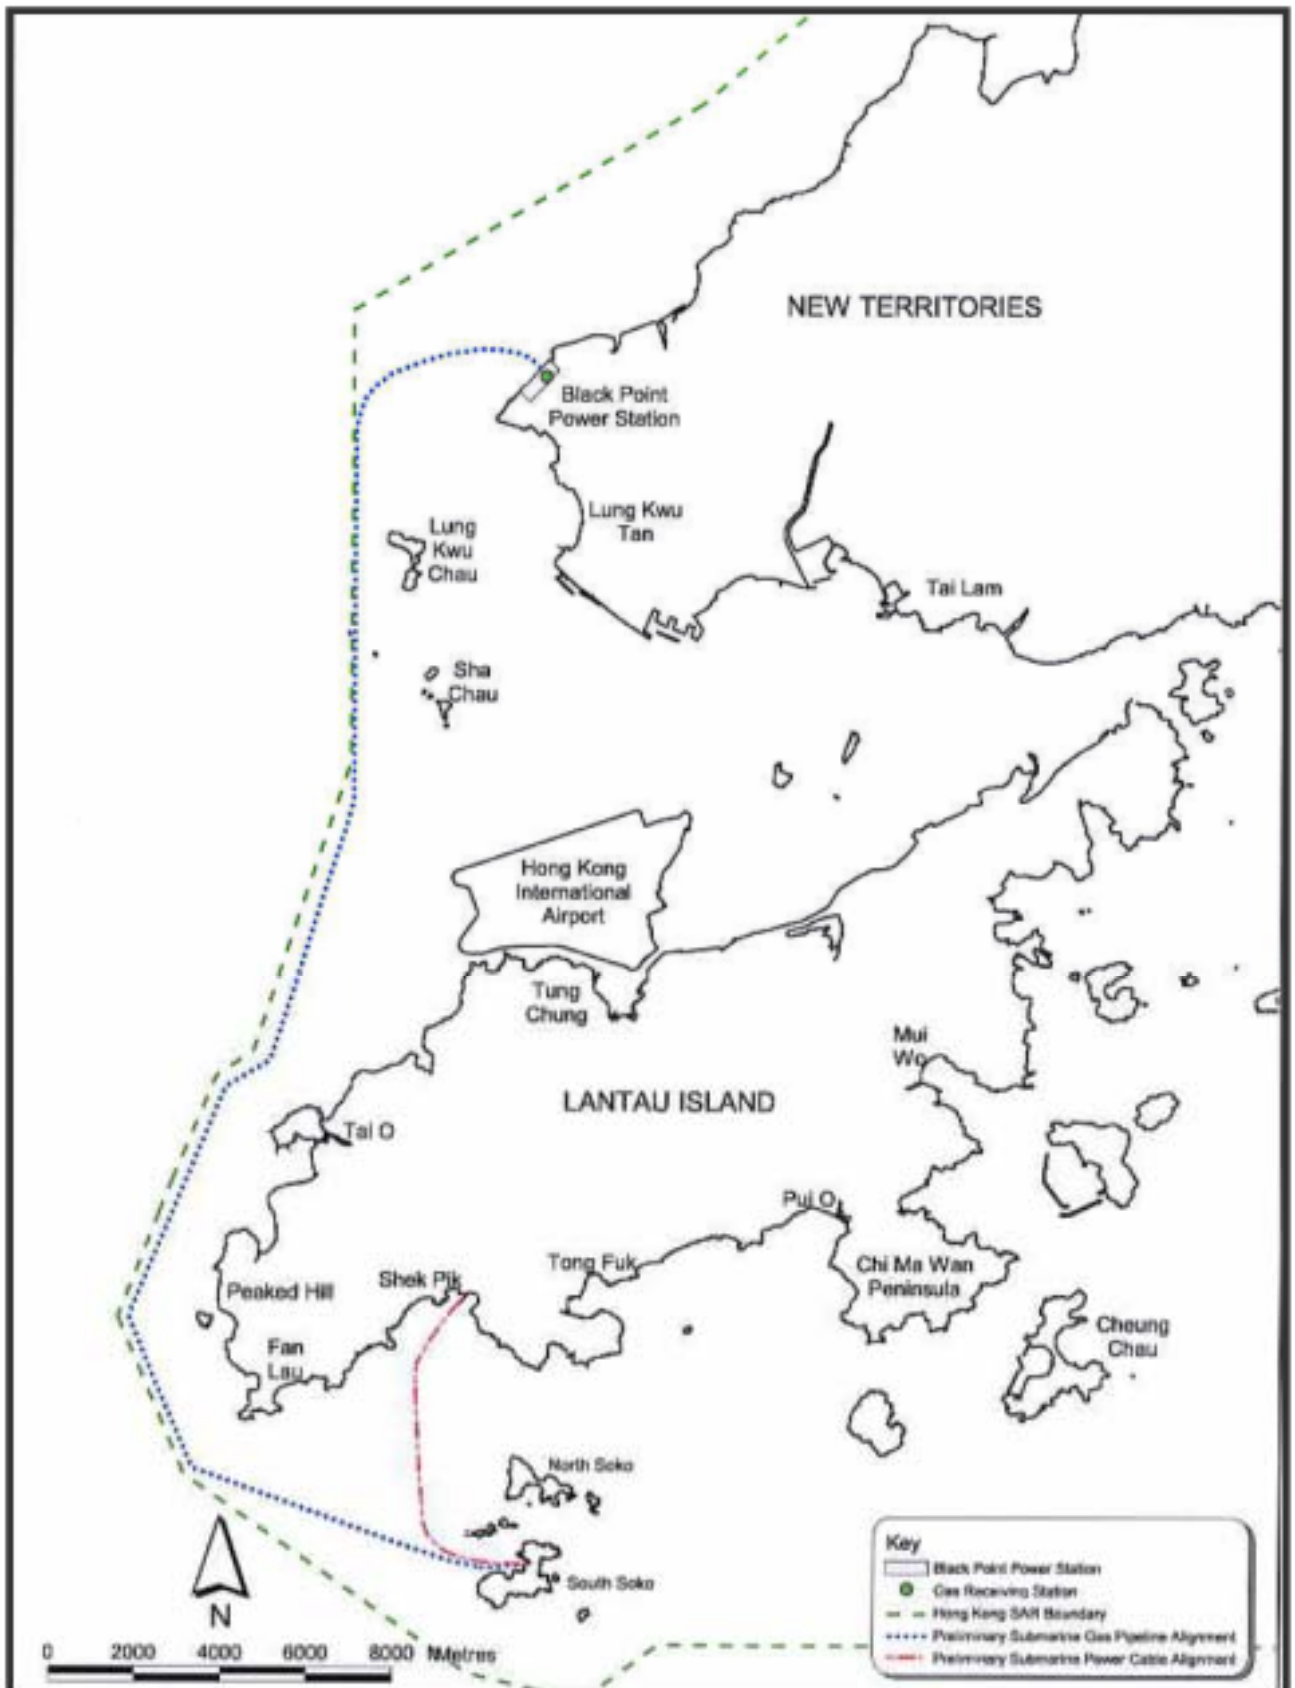 NEW TERRITORIES
Black Point
Power Station
Lung Kwu
Tan
Lung
Kwu
Chau
Tai Lam
Sha
Chau
Hong Kong
International
Airport
Tung
Chung
Mui
Wo
LANTAU ISLAND
Tai O
Pui O
Tong Fuk
Chi Ma Wan
Peninsula
Shek Pik
Peaked Hill
Fan
Lau
Cheung
Chau
North Soko
South Soko
N
0 2000 4000 6000 8000 Metres
Key
Black Point Power Station
Gas Receiving Station
Hong Kong SAR Boundary
Preliminary Submarine Gas Pipeline Alignment
Preliminary Submarine Power Cable Alignment